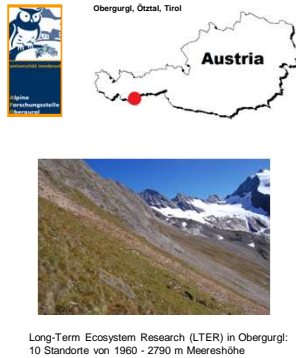 Obergurgl, Ötztal, Tirol
universität innsbruck
Alpine
Forschungsstelle
Obergurgl
Austria
Long-Term Ecosystem Research (LTER) in Obergurgl:
10 Standorte von 1960 - 2790 m Meereshöhe